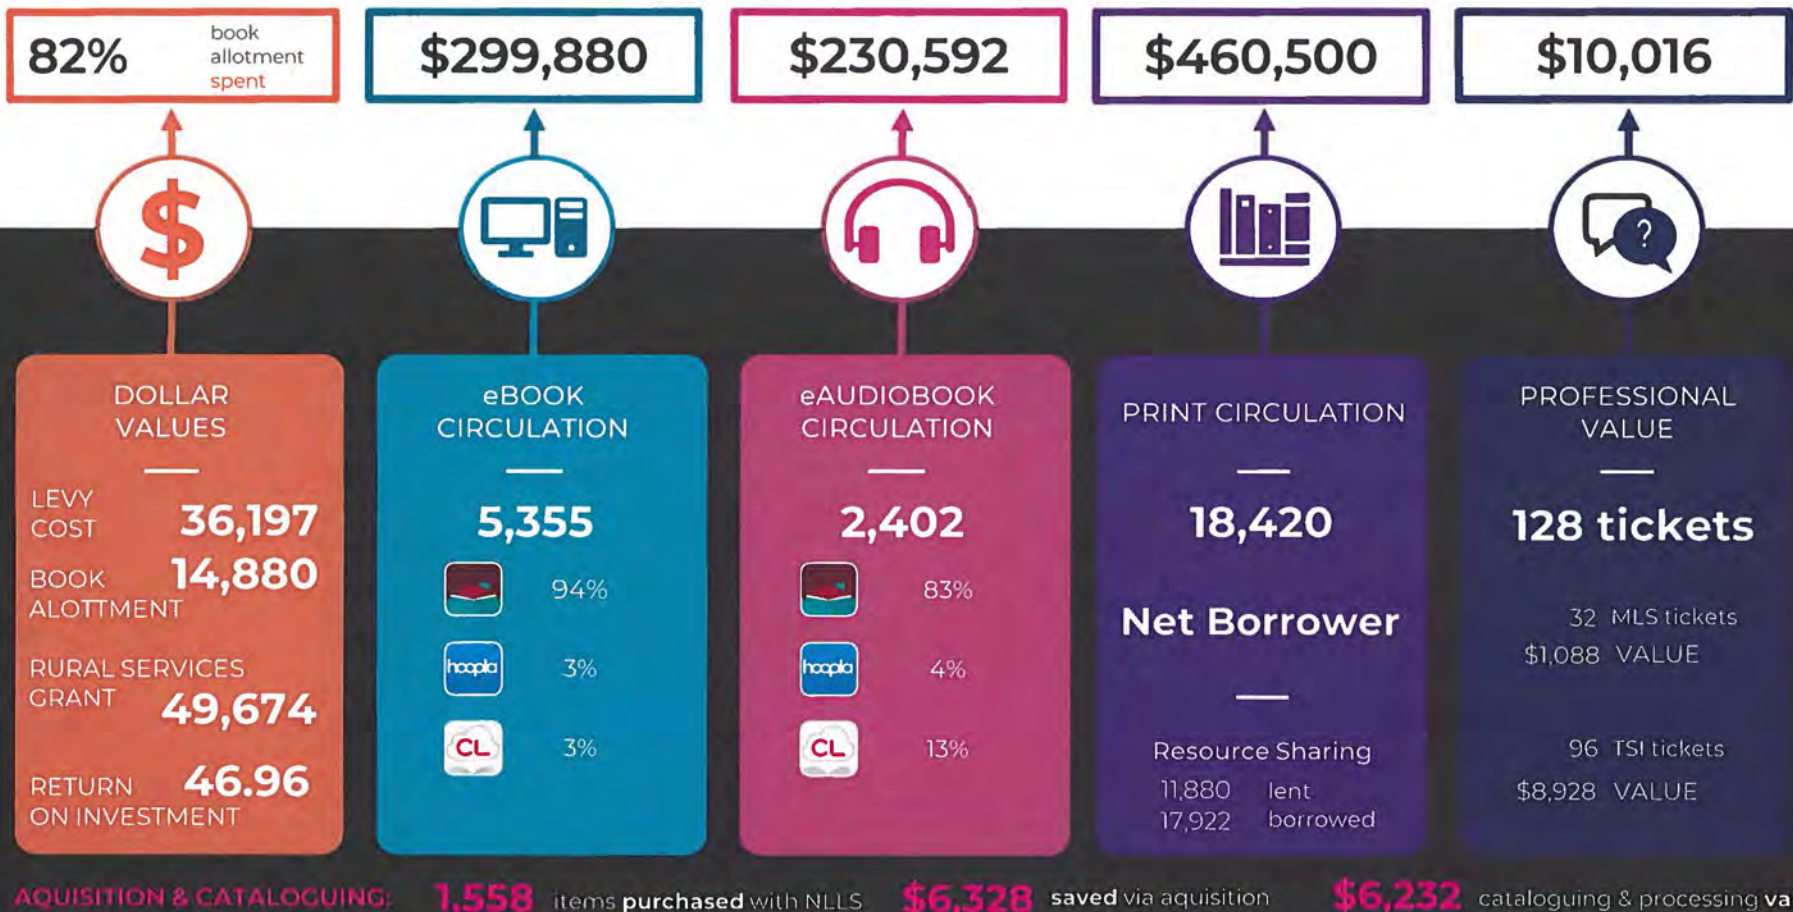 82%
book
allotment
spent
$299,880
$230,592
$460,500
$10,016
$
?
DOLLAR
VALUES
LEVY
COST 36,197
BOOK 14,880
ALOTTMENT
RURAL SERVICES
GRANT 49,674
RETURN 46.96
ON INVESTMENT
eBOOK
CIRCULATION
5,355
94%
hoopla 3%
CL 3%
eAUDIOBOOK
CIRCULATION
2,402
83%
hoopla 4%
CL 13%
PRINT CIRCULATION
18,420
Net Borrower
Resource Sharing
11,880 lent
17,922 borrowed
PROFESSIONAL
VALUE
128 tickets
32 MLS tickets
$1,088 VALUE
96 TSI tickets
$8,928 VALUE
AQUISITION & CATALOGUING: 1,558 items purchased with NLLS $6,328 saved via aquisition $6,232 cataloguing & processing va